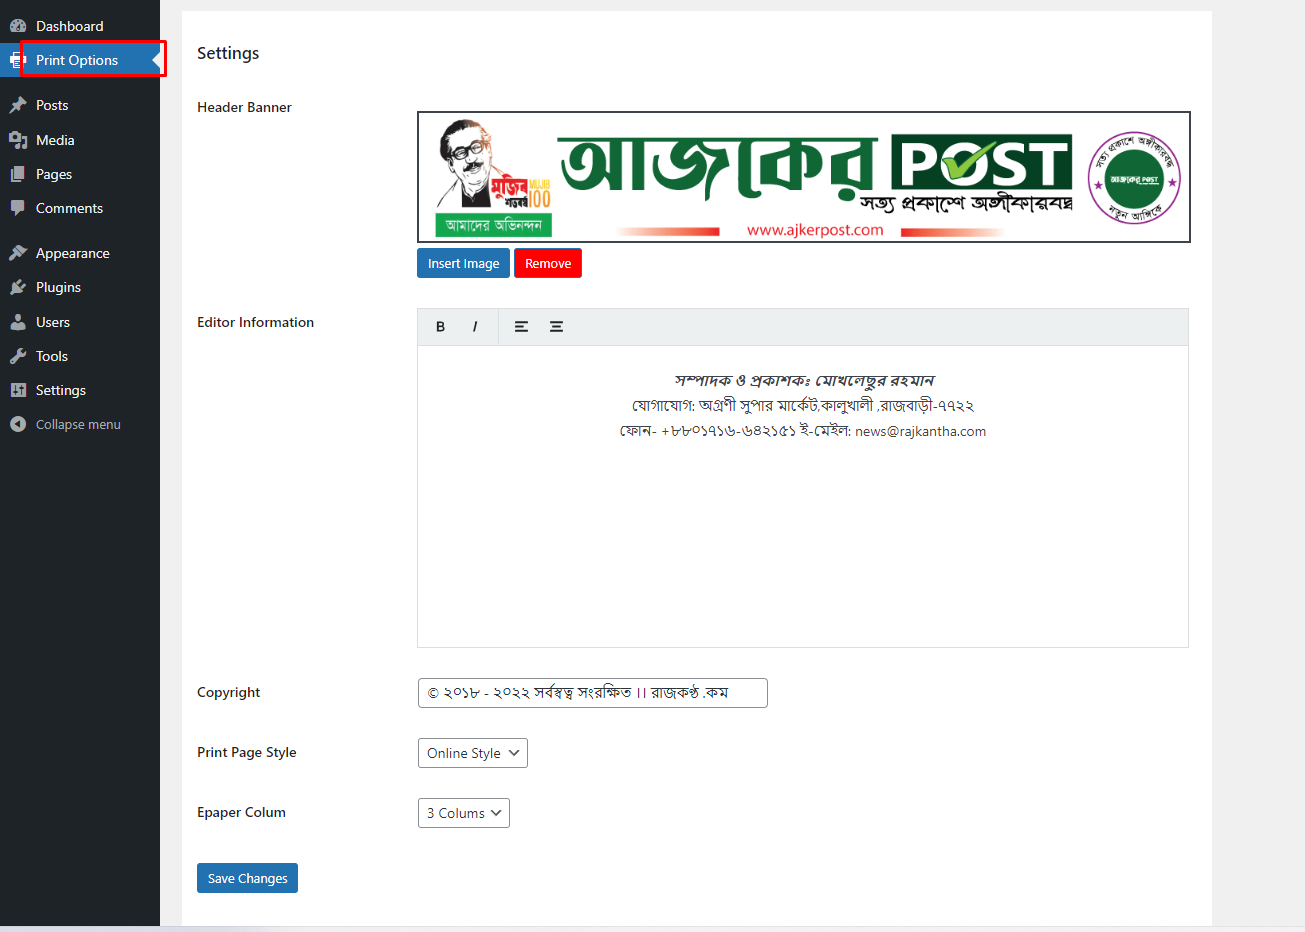 Dashboard
Print Options
Posts
Media
Pages
Comments
Appearance
Plugins
Users
Tools
Settings
Collapse menu
Settings
Header Banner
মুজিব MUJIB
শতবর্ষ 100
আমাদের অভিনন্দন
আজকের POST
সত্য প্রকাশে অঙ্গীকারবদ্ধ
www.ajkerpost.com
সত্য প্রকাশে অঙ্গীকারবদ্ধ
আজকের POST
নতুন আঙ্গিকে
Insert Image Remove
Editor Information
B I
সম্পাদক ও প্রকাশকঃ মোখলেছুর রহমান
যোগাযোগ: অগ্রণী সুপার মার্কেট,কালুখালী ,রাজবাড়ী-৭৭২২
ফোন- +৮৮০১৭১৬-৬৪২১৫১ ই-মেইল: news@rajkantha.com
Copyright
© ২০১৮ - ২০২২ সর্বস্বত্ব সংরক্ষিত ।। রাজকণ্ঠ .কম
Print Page Style
Online Style
Epaper Colum
3 Colums
Save Changes